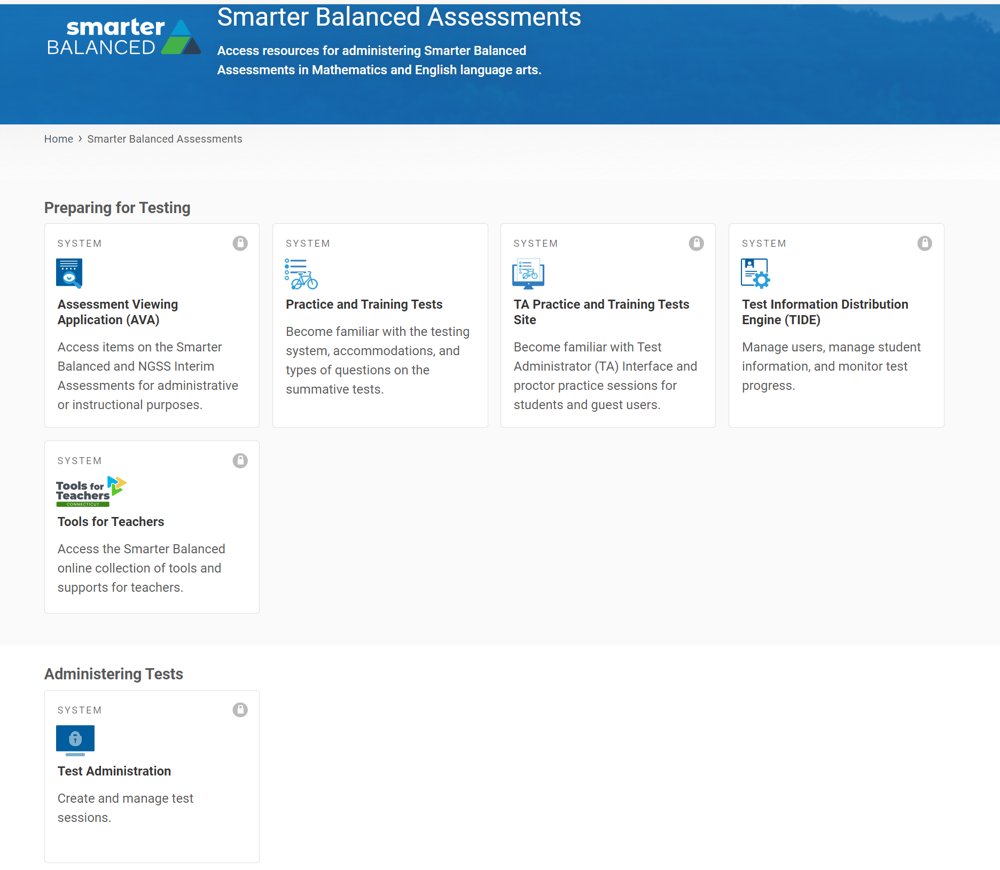 smarter
BALANCED
Smarter Balanced Assessments
Access resources for administering Smarter Balanced
Assessments in Mathematics and English language arts.
Home › Smarter Balanced Assessments
Preparing for Testing
SYSTEM
Assessment Viewing
Application (AVA)
Access items on the Smarter
Balanced and NGSS Interim
Assessments for administrative
or instructional purposes.
SYSTEM
Practice and Training Tests
Become familiar with the testing
system, accommodations, and
types of questions on the
summative tests.
SYSTEM
TA Practice and Training Tests
Site
Become familiar with Test
Administrator (TA) Interface and
proctor practice sessions for
students and guest users.
SYSTEM
Test Information Distribution
Engine (TIDE)
Manage users, manage student
information, and monitor test
progress.
SYSTEM
Tools for
Teachers
CONNECTICUT
Tools for Teachers
Access the Smarter Balanced
online collection of tools and
supports for teachers.
Administering Tests
SYSTEM
Test Administration
Create and manage test
sessions.